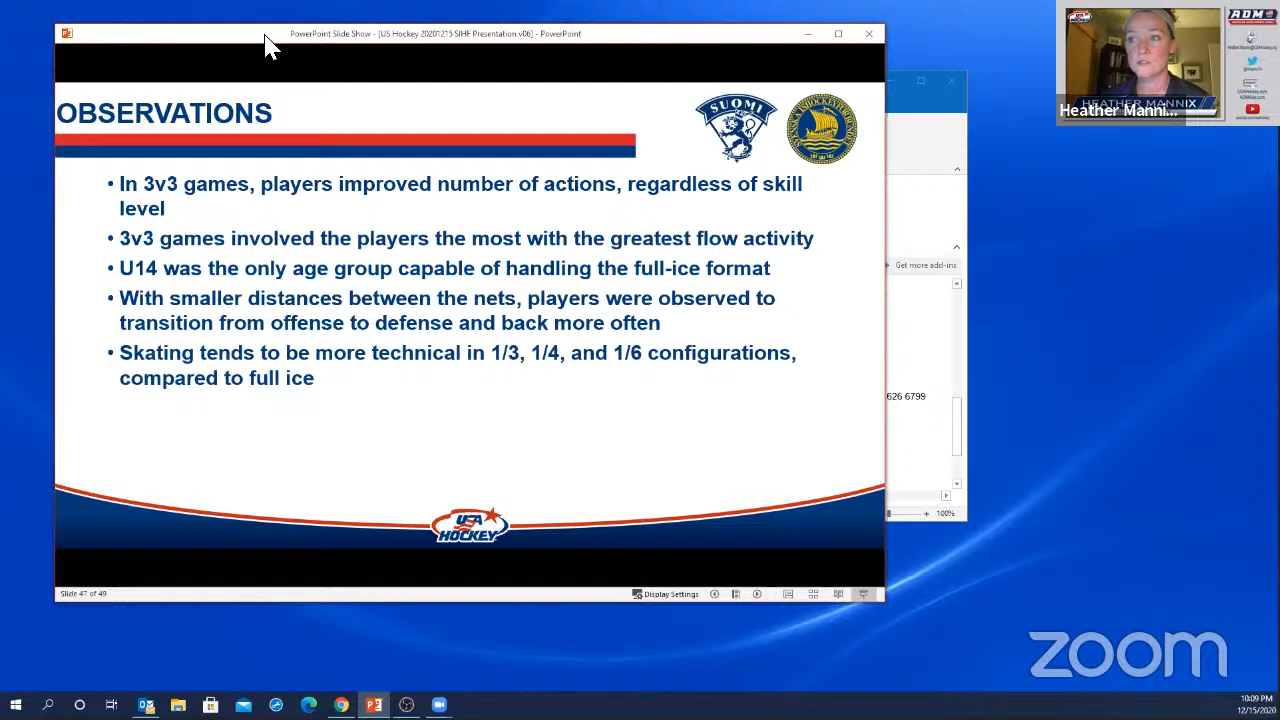 PowerPoint Slide Show - [US Hockey 20201215 SIHF Presentation v06] - PowerPoint
OBSERVATIONS
SUOMI
• In 3v3 games, players improved number of actions, regardless of skill
level
• 3v3 games involved the players the most with the greatest flow activity
• U14 was the only age group capable of handling the full-ice format
• With smaller distances between the nets, players were observed to
transition from offense to defense and back more often
• Skating tends to be more technical in 1/3, 1/4, and 1/6 configurations,
compared to full ice
USA
HOCKEY
Slide 47 of 49
Display Settings
Get more add-ins
626 6799
100%
HEATHER MANNIX
Heather Manni...
ADM
zoom
10:09 PM
12/15/2020